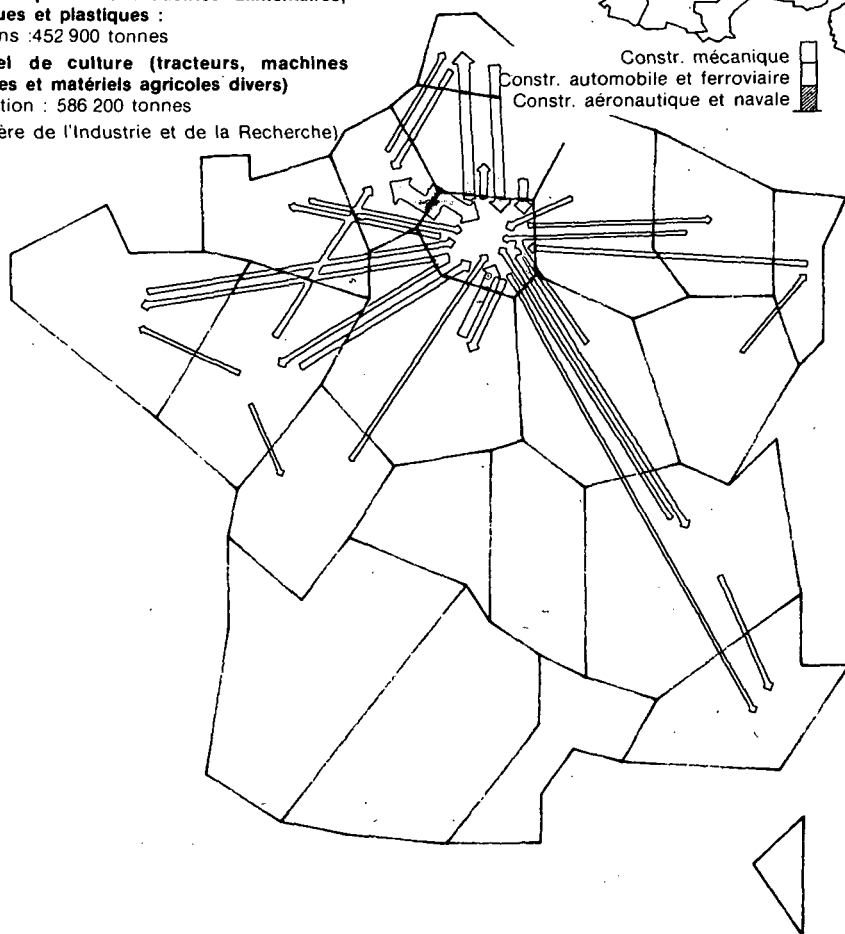 ques et plastiques :
ns :452 900 tonnes
el de culture (tracteurs, machines
es et matériels agricoles divers)
tion : 586 200 tonnes
ère de l'Industrie et de la Recherche)
Constr. mécanique
Constr. automobile et ferroviaire
Constr. aéronautique et navale